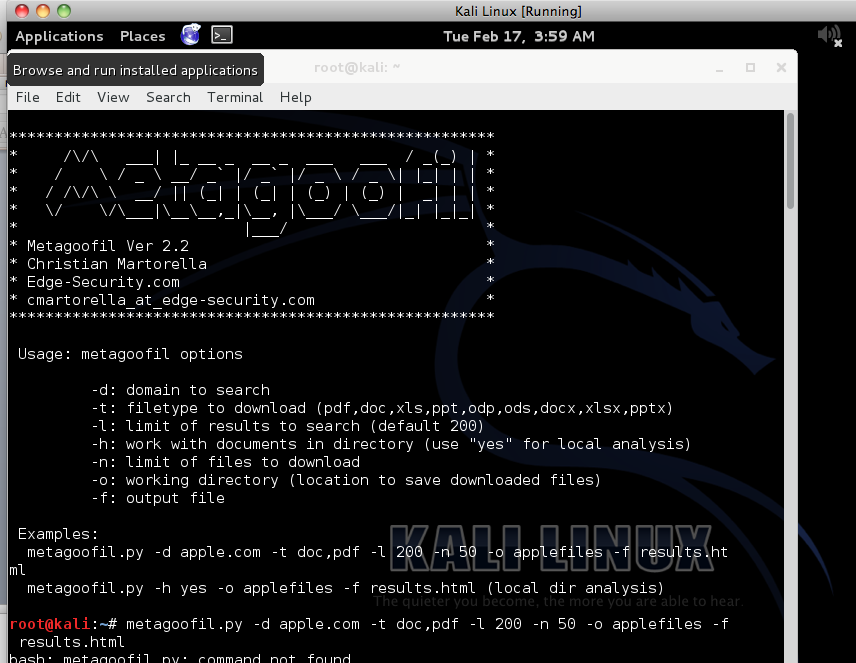 Kali Linux [Running]
Applications Places Tue Feb 17, 3:59 AM
Browse and run installed applications
root@kali: ~
File Edit View Search Terminal Help
******************************************************
* /\/\ ___| |_ __ _ __ _ ___ ___ / _(_) | *
* / \ / _ \ __/ _` |/ _` |/ _ \ / _ \| |_| | | *
* / /\/\ \ __/ || (_| | (_| | (_) | (_) | _| | | *
* \/ \/\___|\__\__,_|\__, |\___/ \___/|_| |_|_| *
* |___/ *
* Metagoofil Ver 2.2 *
* Christian Martorella *
* Edge-Security.com *
* cmartorella_at_edge-security.com *
******************************************************
Usage: metagoofil options
-d: domain to search
-t: filetype to download (pdf,doc,xls,ppt,odp,ods,docx,xlsx,pptx)
-l: limit of results to search (default 200)
-h: work with documents in directory (use "yes" for local analysis)
-n: limit of files to download
-o: working directory (location to save downloaded files)
-f: output file
Examples:
metagoofil.py -d apple.com -t doc,pdf -l 200 -n 50 -o applefiles -f results.ht
ml
metagoofil.py -h yes -o applefiles -f results.html (local dir analysis)
KALI LINUX
The quieter you become, the more you are able to hear.
root@kali:~# metagoofil.py -d apple.com -t doc,pdf -l 200 -n 50 -o applefiles -f
results.html
bash: metagoofil.py: command not found